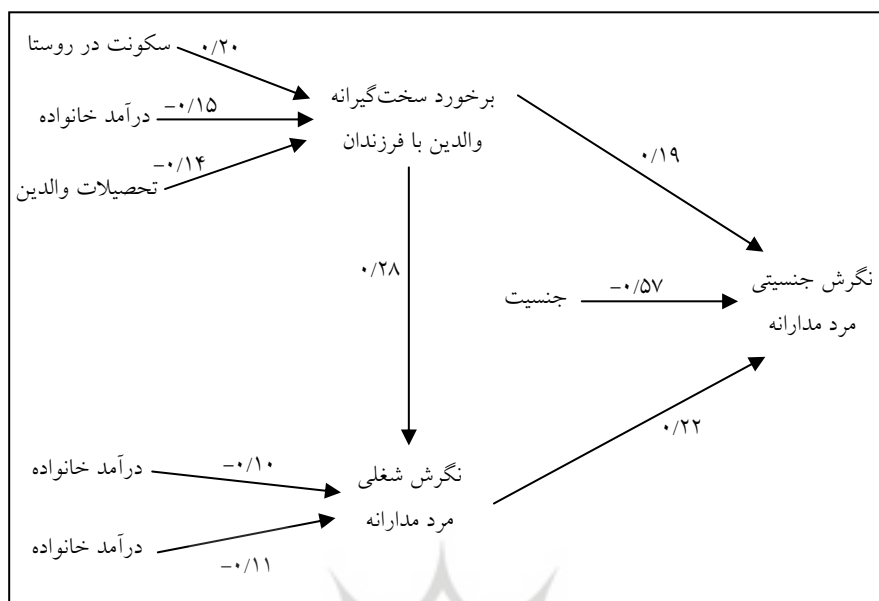 سکونت در روستا
۰/۲۰
درآمد خانواده
−۰/۱۵
تحصیلات والدین
−۰/۱۴
برخورد سخت‌گیرانه
والدین با فرزندان
۰/۱۹
۰/۲۸
جنسیت
−۰/۵۷
نگرش جنسیتی
مرد مدارانه
۰/۲۲
درآمد خانواده
−۰/۱۰
نگرش شغلی
مرد مدارانه
درآمد خانواده
−۰/۱۱